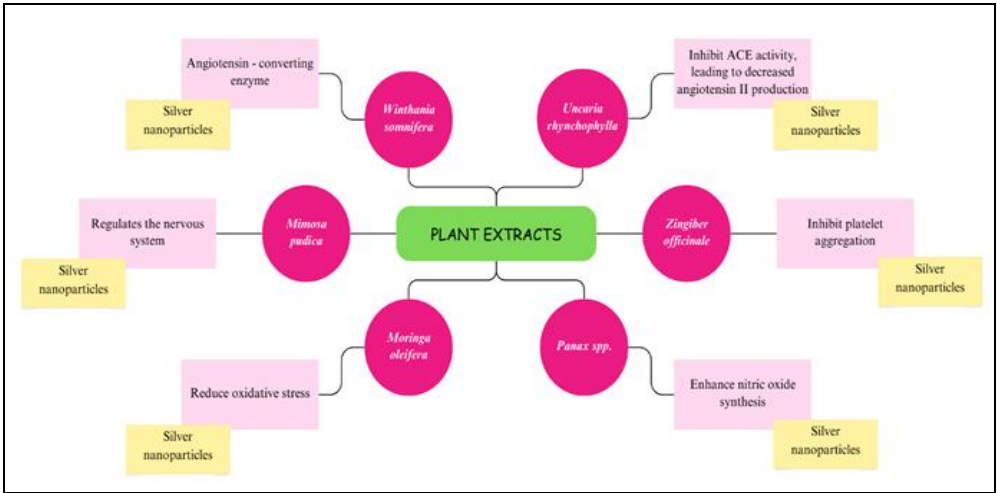 Angiotensin - converting
enzyme
Silver
nanoparticles
Winthania
somnifera
Uncaria
rhynchophylla
Inhibit ACE activity,
leading to decreased
angiotensin II production
Silver
nanoparticles
Regulates the nervous
system
Silver
nanoparticles
Mimosa
pudica
PLANT EXTRACTS
Zingiber
officinale
Inhibit platelet
aggregation
Silver
nanoparticles
Reduce oxidative stress
Silver
nanoparticles
Moringa
oleifera
Panax spp.
Enhance nitric oxide
synthesis
Silver
nanoparticles